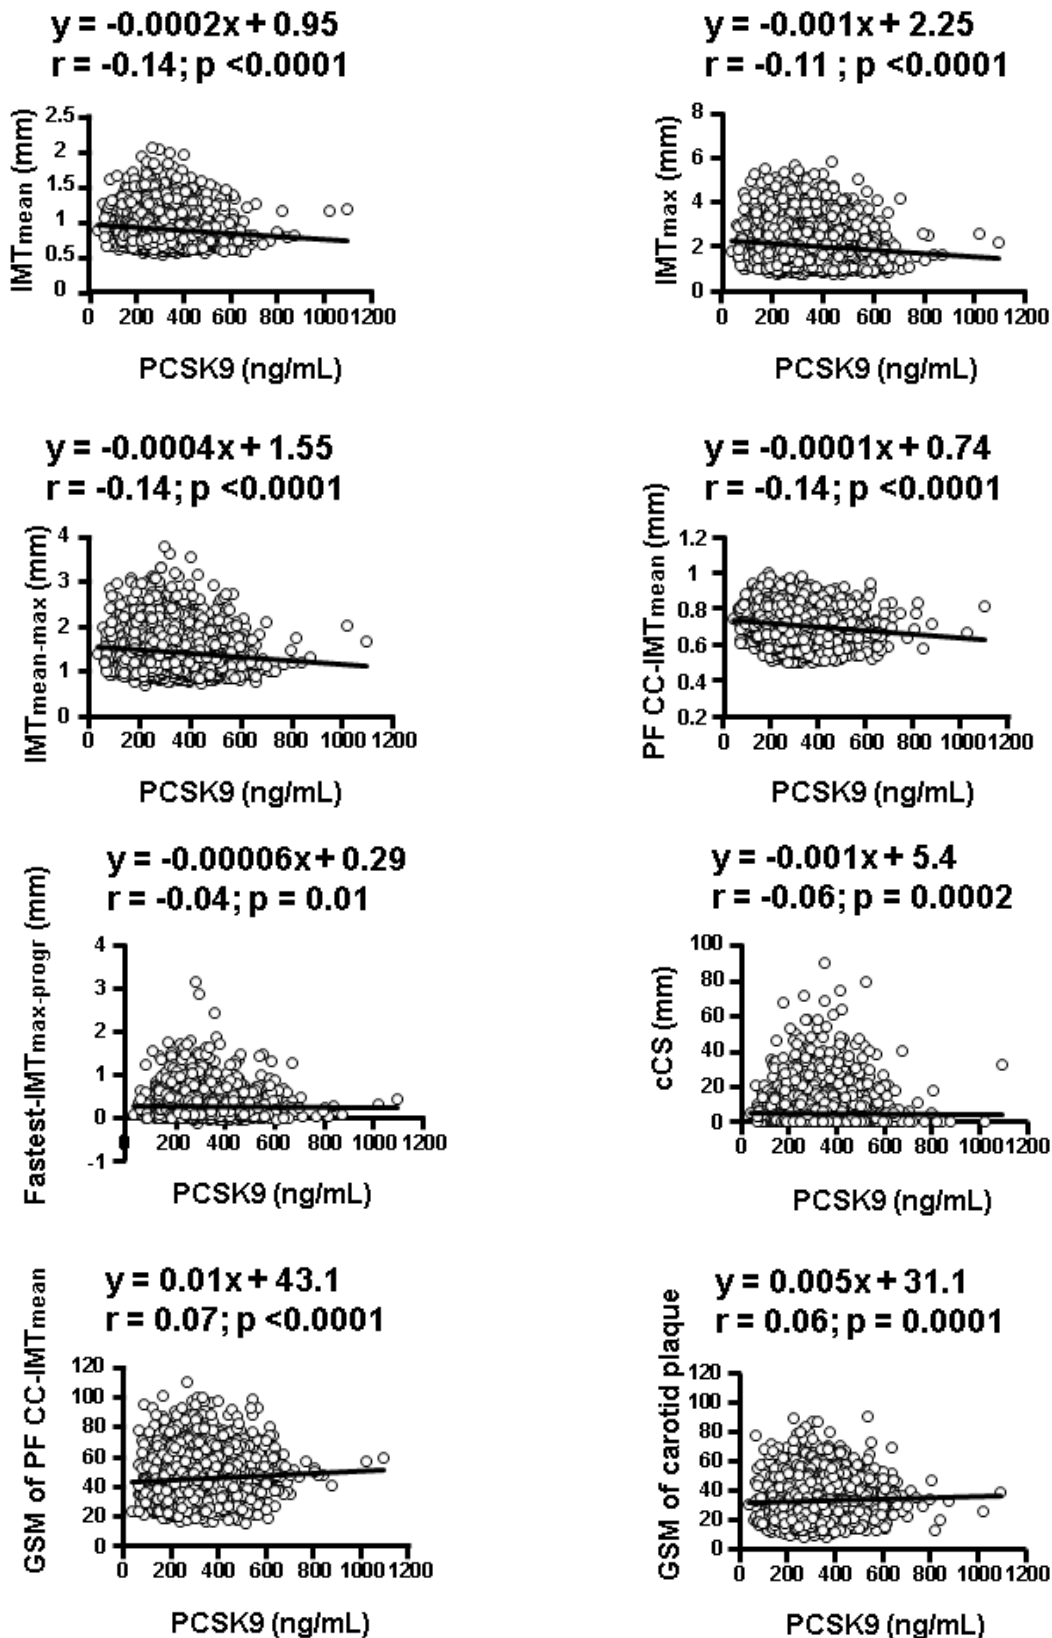 y = -0.0002x + 0.95
r = -0.14; p <0.0001
IMTmean (mm)
2.5
2
1.5
1
0.5
0
0 200 400 600 800 1000 1200
PCSK9 (ng/mL)
y = -0.001x + 2.25
r = -0.11 ; p <0.0001
IMTmax (mm)
8
6
4
2
0
0 200 400 600 800 1000 1200
PCSK9 (ng/mL)
y = -0.0004x + 1.55
r = -0.14; p <0.0001
IMTmean-max (mm)
4
3
2
1
0
0 200 400 600 800 1000 1200
PCSK9 (ng/mL)
y = -0.0001x + 0.74
r = -0.14; p <0.0001
PF CC-IMTmean (mm)
1.2
1
0.8
0.6
0.4
0.2
0 200 400 600 800 1000 1200
PCSK9 (ng/mL)
y = -0.00006x + 0.29
r = -0.04; p = 0.01
Fastest-IMTmax-progr (mm)
4
3
2
1
0
-1
0 200 400 600 800 1000 1200
PCSK9 (ng/mL)
y = -0.001x + 5.4
r = -0.06; p = 0.0002
cCS (mm)
100
80
60
40
20
0
0 200 400 600 800 1000 1200
PCSK9 (ng/mL)
y = 0.01x + 43.1
r = 0.07; p <0.0001
GSM of PF CC-IMTmean
120
100
80
60
40
20
0
0 200 400 600 800 1000 1200
PCSK9 (ng/mL)
y = 0.005x + 31.1
r = 0.06; p = 0.0001
GSM of carotid plaque
120
100
80
60
40
20
0
0 200 400 600 800 1000 1200
PCSK9 (ng/mL)